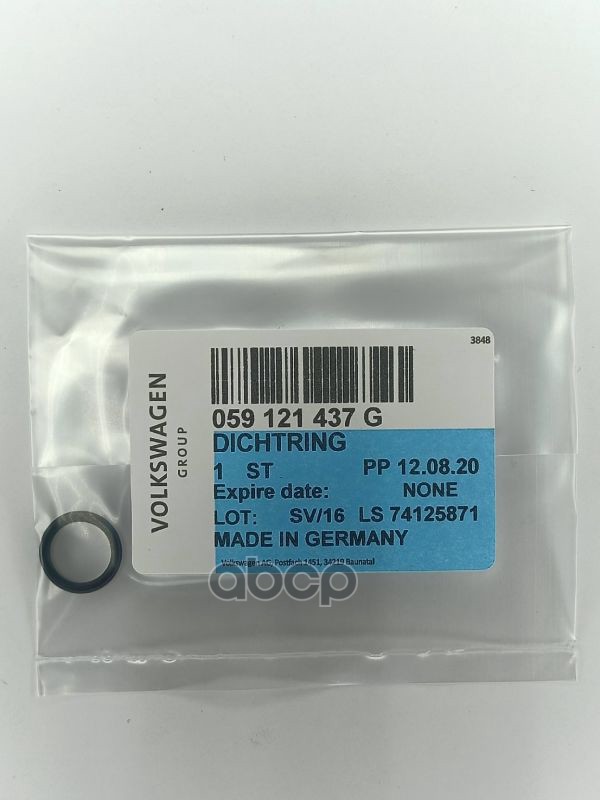 3848
VOLKSWAGEN
GROUP
059 121 437 G
DICHTRING
1 ST PP 12.08.20
Expire date: NONE
LOT: SV/16 LS 74125871
MADE IN GERMANY
Volkswagen AG, Postfach 1451, 34219 Baunatal
abcp